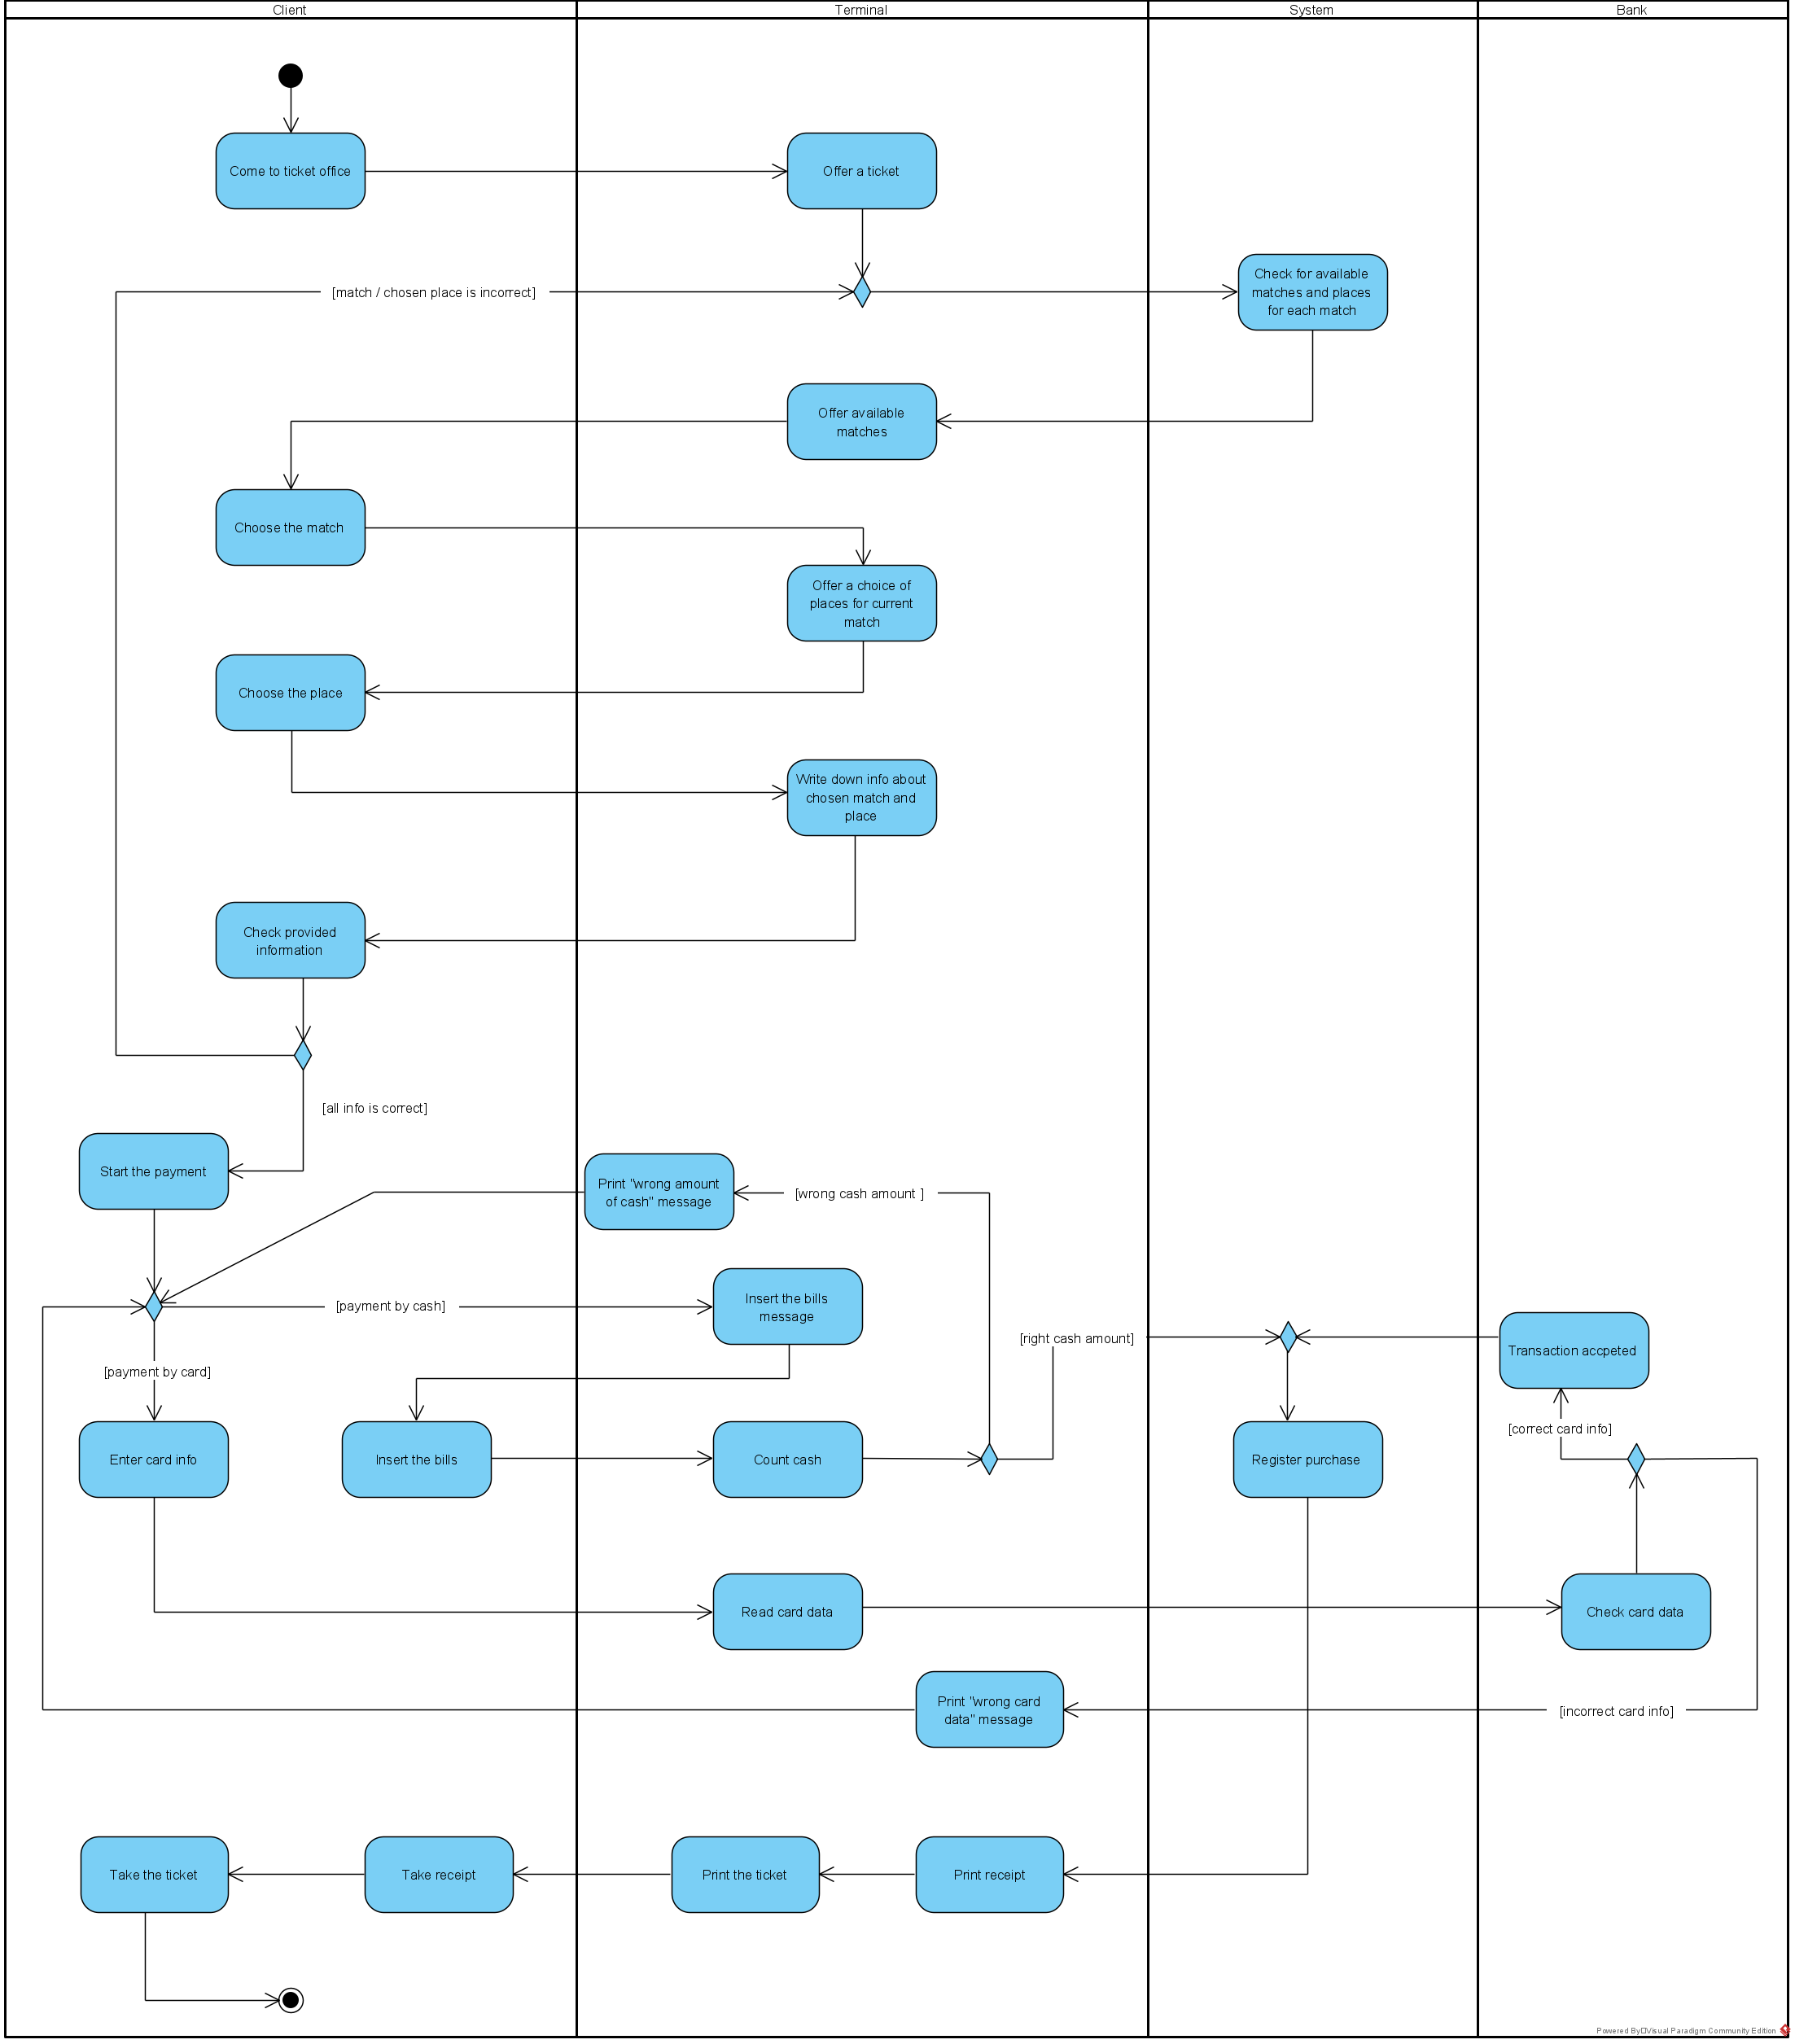 Client
Terminal
System
Bank
Come to ticket office
Offer a ticket
[match / chosen place is incorrect]
Check for available
matches and places
for each match
Offer available
matches
Choose the match
Offer a choice of
places for current
match
Choose the place
Write down info about
chosen match and
place
Check provided
information
[all info is correct]
Start the payment
Print "wrong amount
of cash" message
[wrong cash amount ]
[payment by cash]
Insert the bills
message
[right cash amount]
Transaction accpeted
[payment by card]
[correct card info]
Enter card info
Insert the bills
Count cash
Register purchase
Read card data
Check card data
Print "wrong card
data" message
[incorrect card info]
Take the ticket
Take receipt
Print the ticket
Print receipt
Powered By Visual Paradigm Community Edition